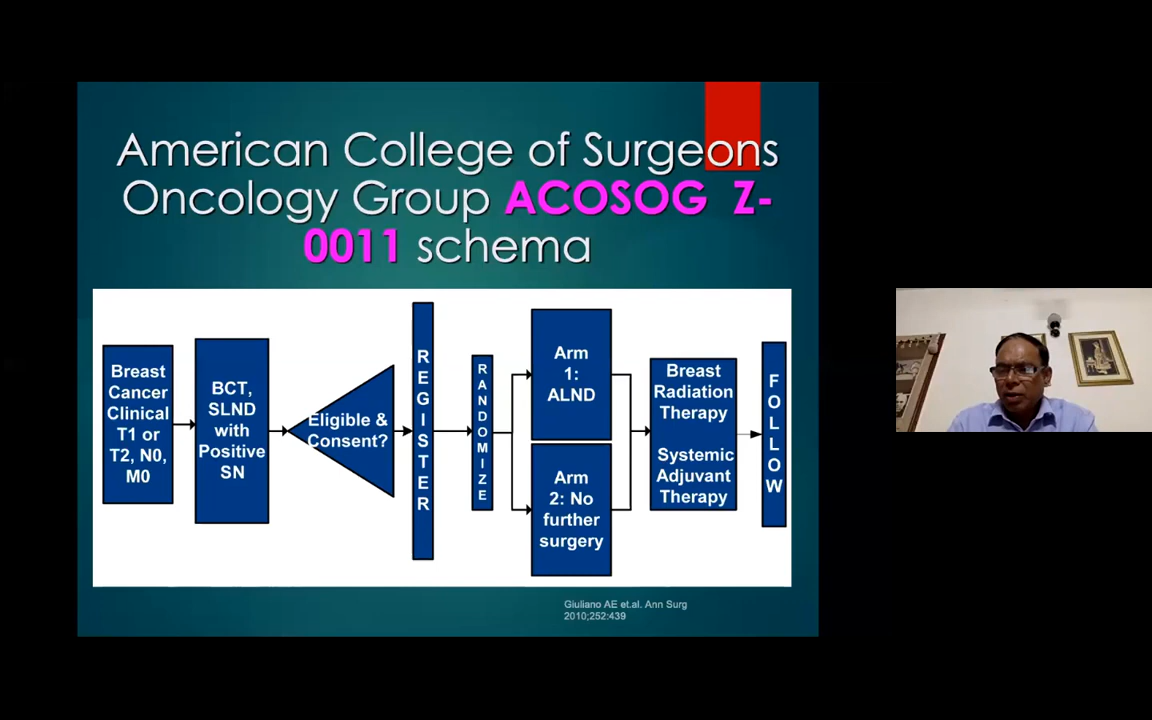 American College of Surgeons
Oncology Group ACOSOG Z-
0011 schema
Breast
Cancer
Clinical
T1 or
T2, N0,
M0
BCT,
SLND
with
Positive
SN
Eligible &
Consent?
REGISTER
RANDOMIZE
Arm
1:
ALND
Arm
2: No
further
surgery
Breast
Radiation
Therapy
Systemic
Adjuvant
Therapy
FOLLOW
Giuliano AE et.al. Ann Surg
2010;252:439